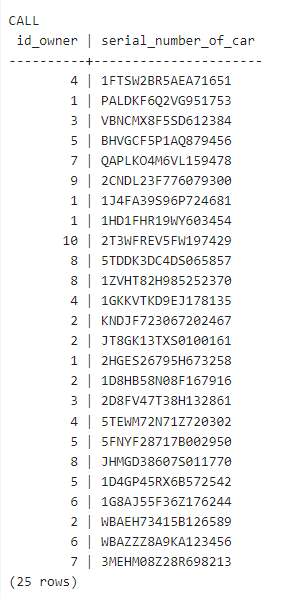 CALL
 id_owner | serial_number_of_car
----------+----------------------
        4 | 1FTSW2BR5AEA71651
        1 | PALDKF6Q2VG951753
        3 | VBNCMX8F5SD612384
        5 | BHVGCF5P1AQ879456
        7 | QAPLKO4M6VL159478
        9 | 2CNDL23F776079300
        1 | 1J4FA39S96P724681
        1 | 1HD1FHR19WY603454
       10 | 2T3WFREV5FW197429
        8 | 5TDDK3DC4DS065857
        8 | 1ZVHT82H985252370
        4 | 1GKKVTKD9EJ178135
        2 | KNDJF723067202467
        2 | JT8GK13TXS0100161
        1 | 2HGES26795H673258
        2 | 1D8HB58N08F167916
        3 | 2D8FV47T38H132861
        4 | 5TEWM72N71Z720302
        5 | 5FNYF28717B002950
        8 | JHMGD38607S011770
        5 | 1D4GP45RX6B572542
        6 | 1G8AJ55F36Z176244
        2 | WBAEH73415B126589
        6 | WBAZZZ8A9KA123456
        7 | 3MEHM08Z28R698213
(25 rows)